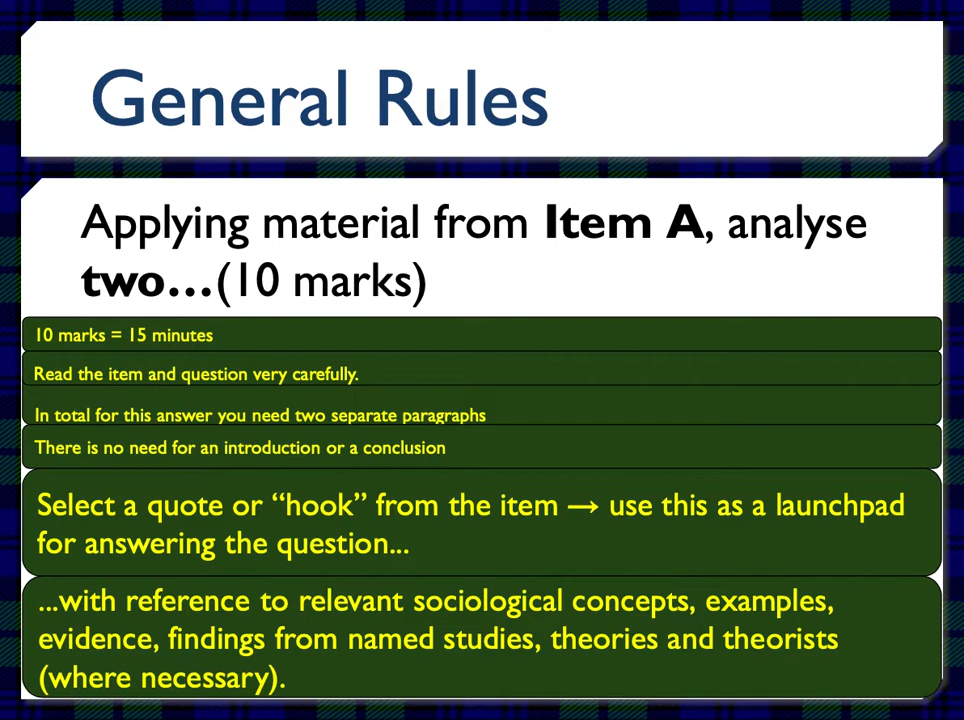 General Rules
Applying material from Item A, analyse
two…(10 marks)
10 marks = 15 minutes
Read the item and question very carefully.
In total for this answer you need two separate paragraphs
There is no need for an introduction or a conclusion
Select a quote or “hook” from the item → use this as a launchpad
for answering the question...
...with reference to relevant sociological concepts, examples,
evidence, findings from named studies, theories and theorists
(where necessary).